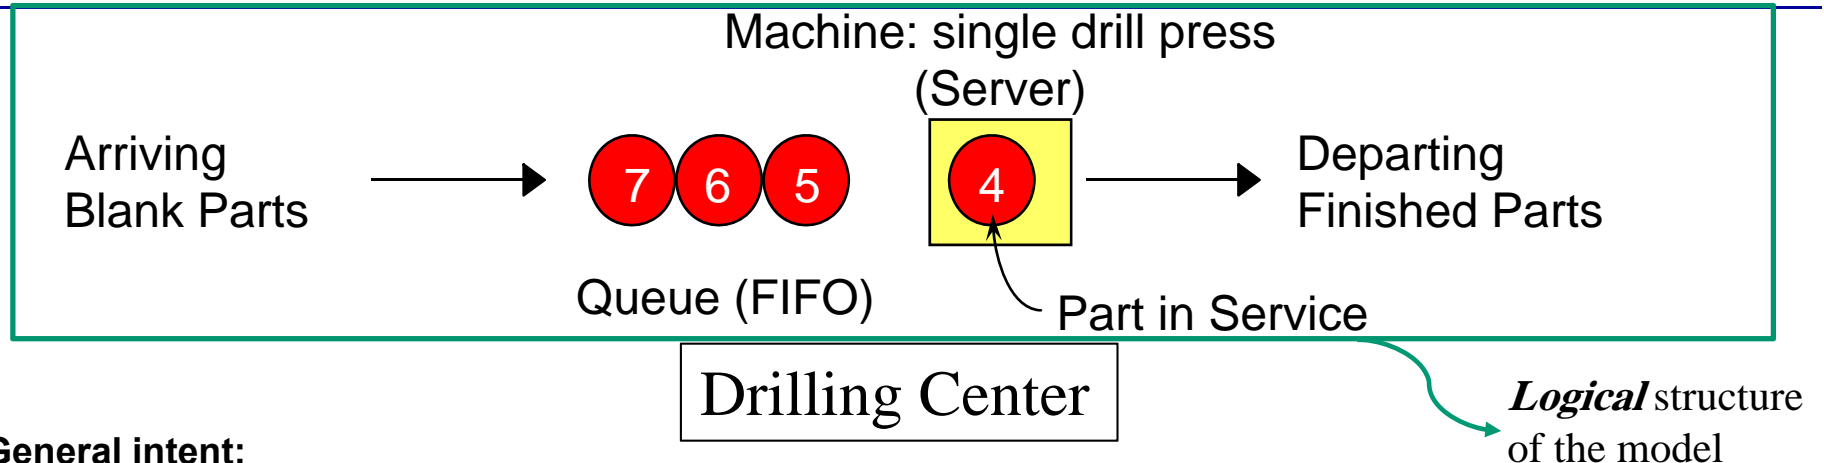 Machine: single drill press
(Server)
Arriving
Blank Parts
7 6 5
4
Departing
Finished Parts
Queue (FIFO)
Part in Service
Drilling Center
Logical structure
of the model
General intent: